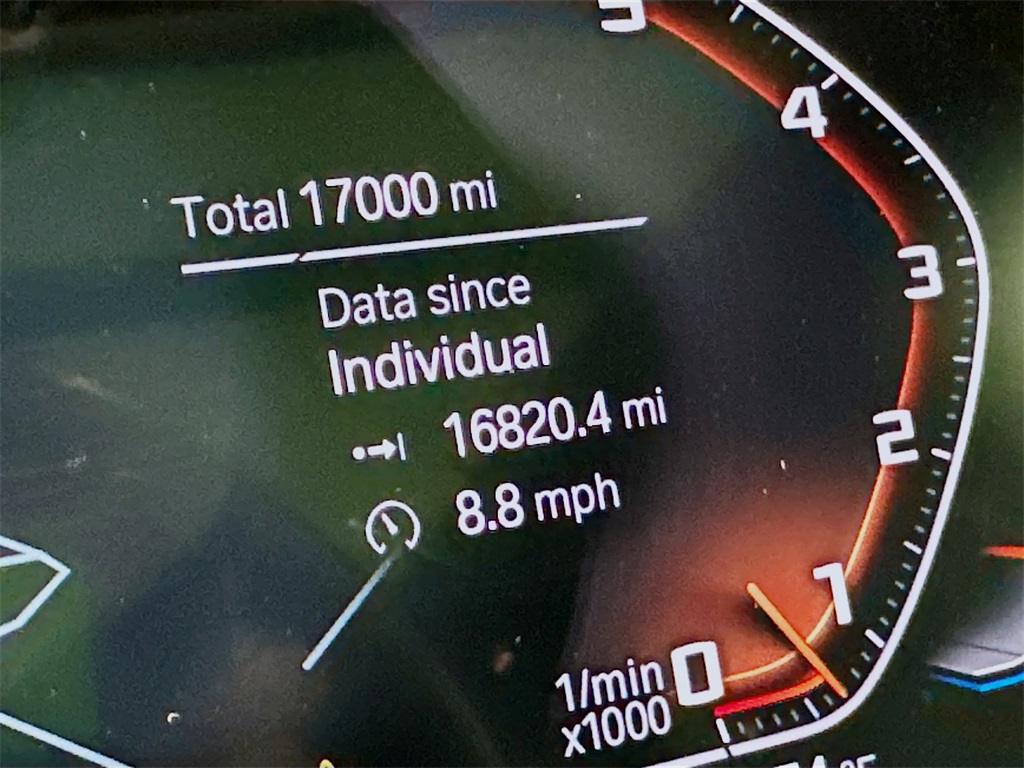 Total 17000 mi
Data since
Individual
16820.4 mi
8.8 mph
5
4
3
2
1
0
1/min
x1000